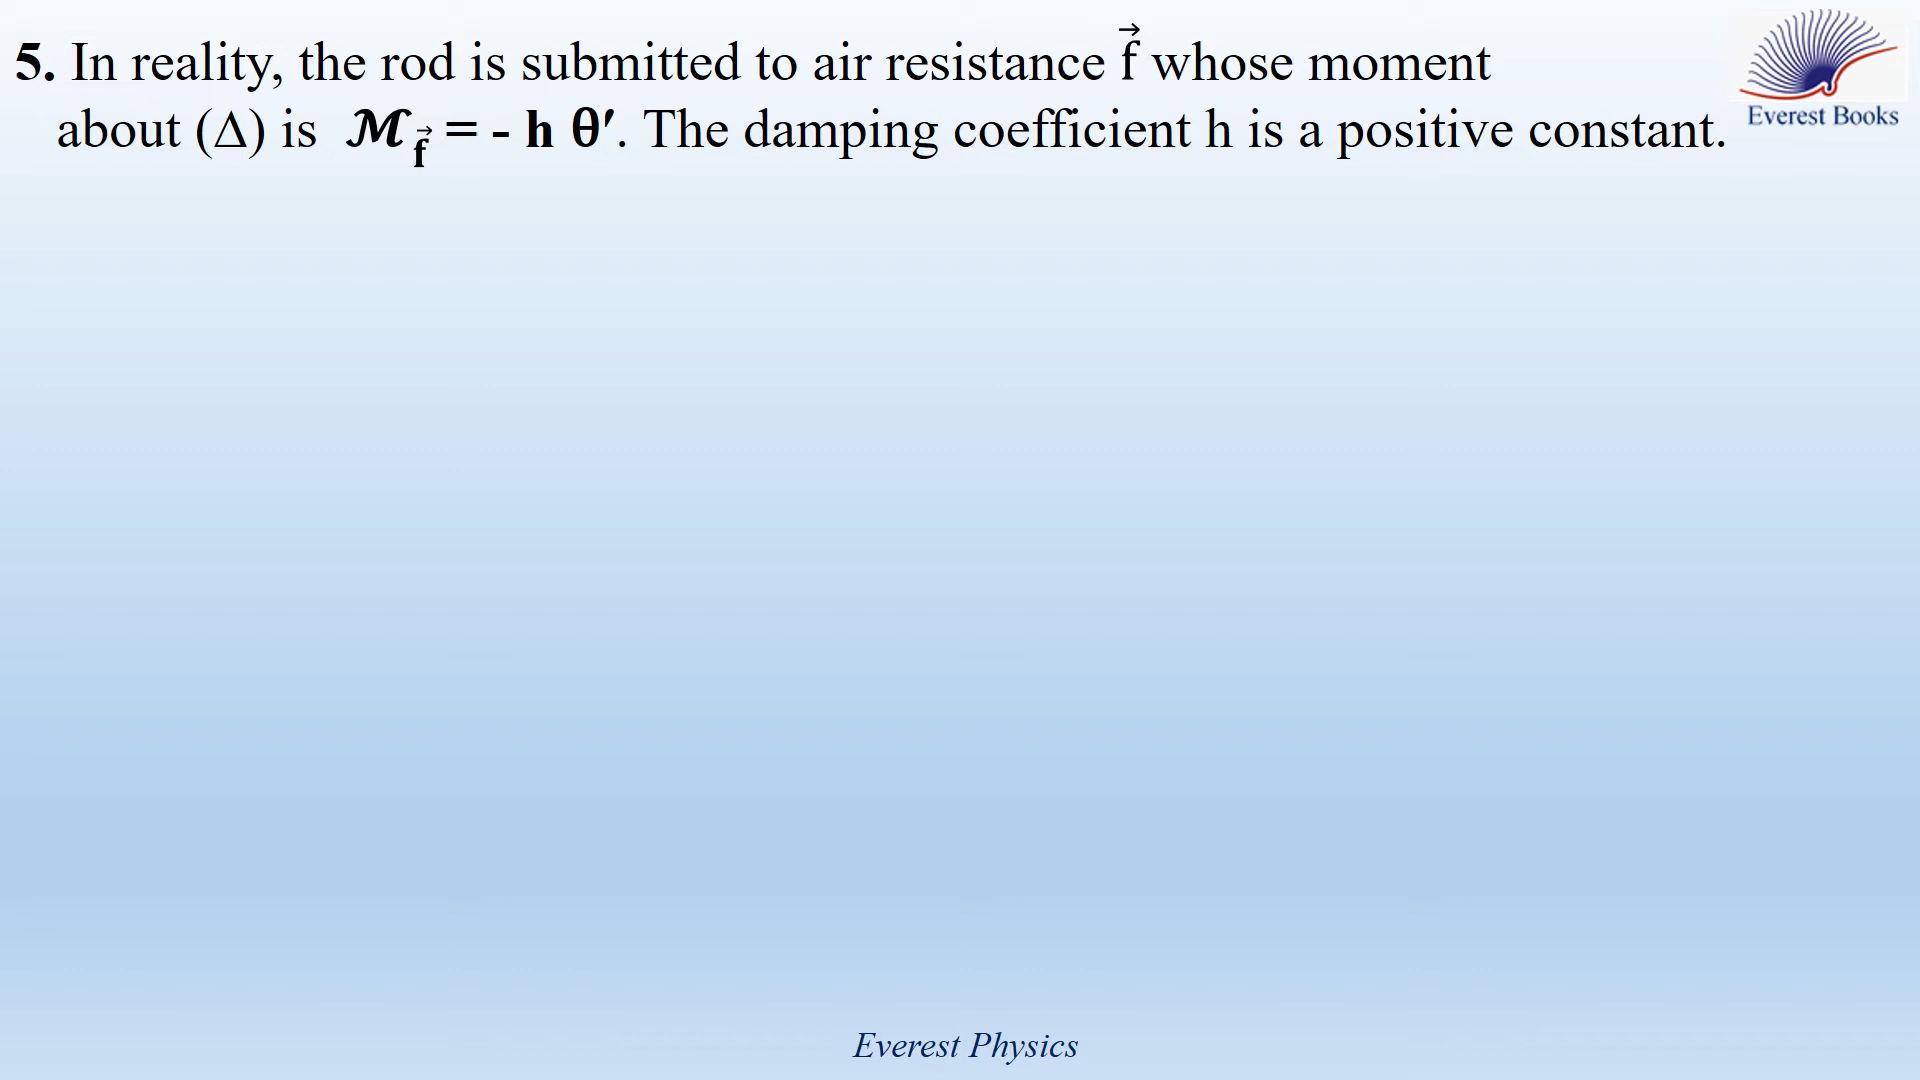 5. In reality, the rod is submitted to air resistance f⃗ whose moment
about (Δ) is ℳ_f⃗ = - h θ′. The damping coefficient h is a positive constant.
Everest Books
Everest Physics